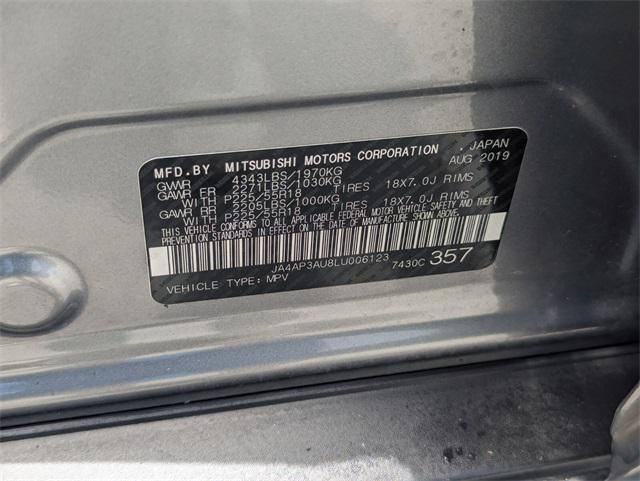 MFD.BY MITSUBISHI MOTORS CORPORATION , JAPAN
GVWR 4343LBS/1970KG AUG 2019
GAWR FR 2271LBS/1030KG
WITH P225/55R18 TIRES 18X7.0J RIMS
GAWR RR 2205LBS/1000KG
WITH P225/55R18 TIRES 18X7.0J RIMS
THIS VEHICLE CONFORMS TO ALL APPLICABLE FEDERAL MOTOR VEHICLE SAFETY AND THEFT
PREVENTION STANDARDS IN EFFECT ON THE DATE OF MANUFACTURE SHOWN ABOVE.
JA4AP3AU8LU006123 7430C 357
VEHICLE TYPE: MPV